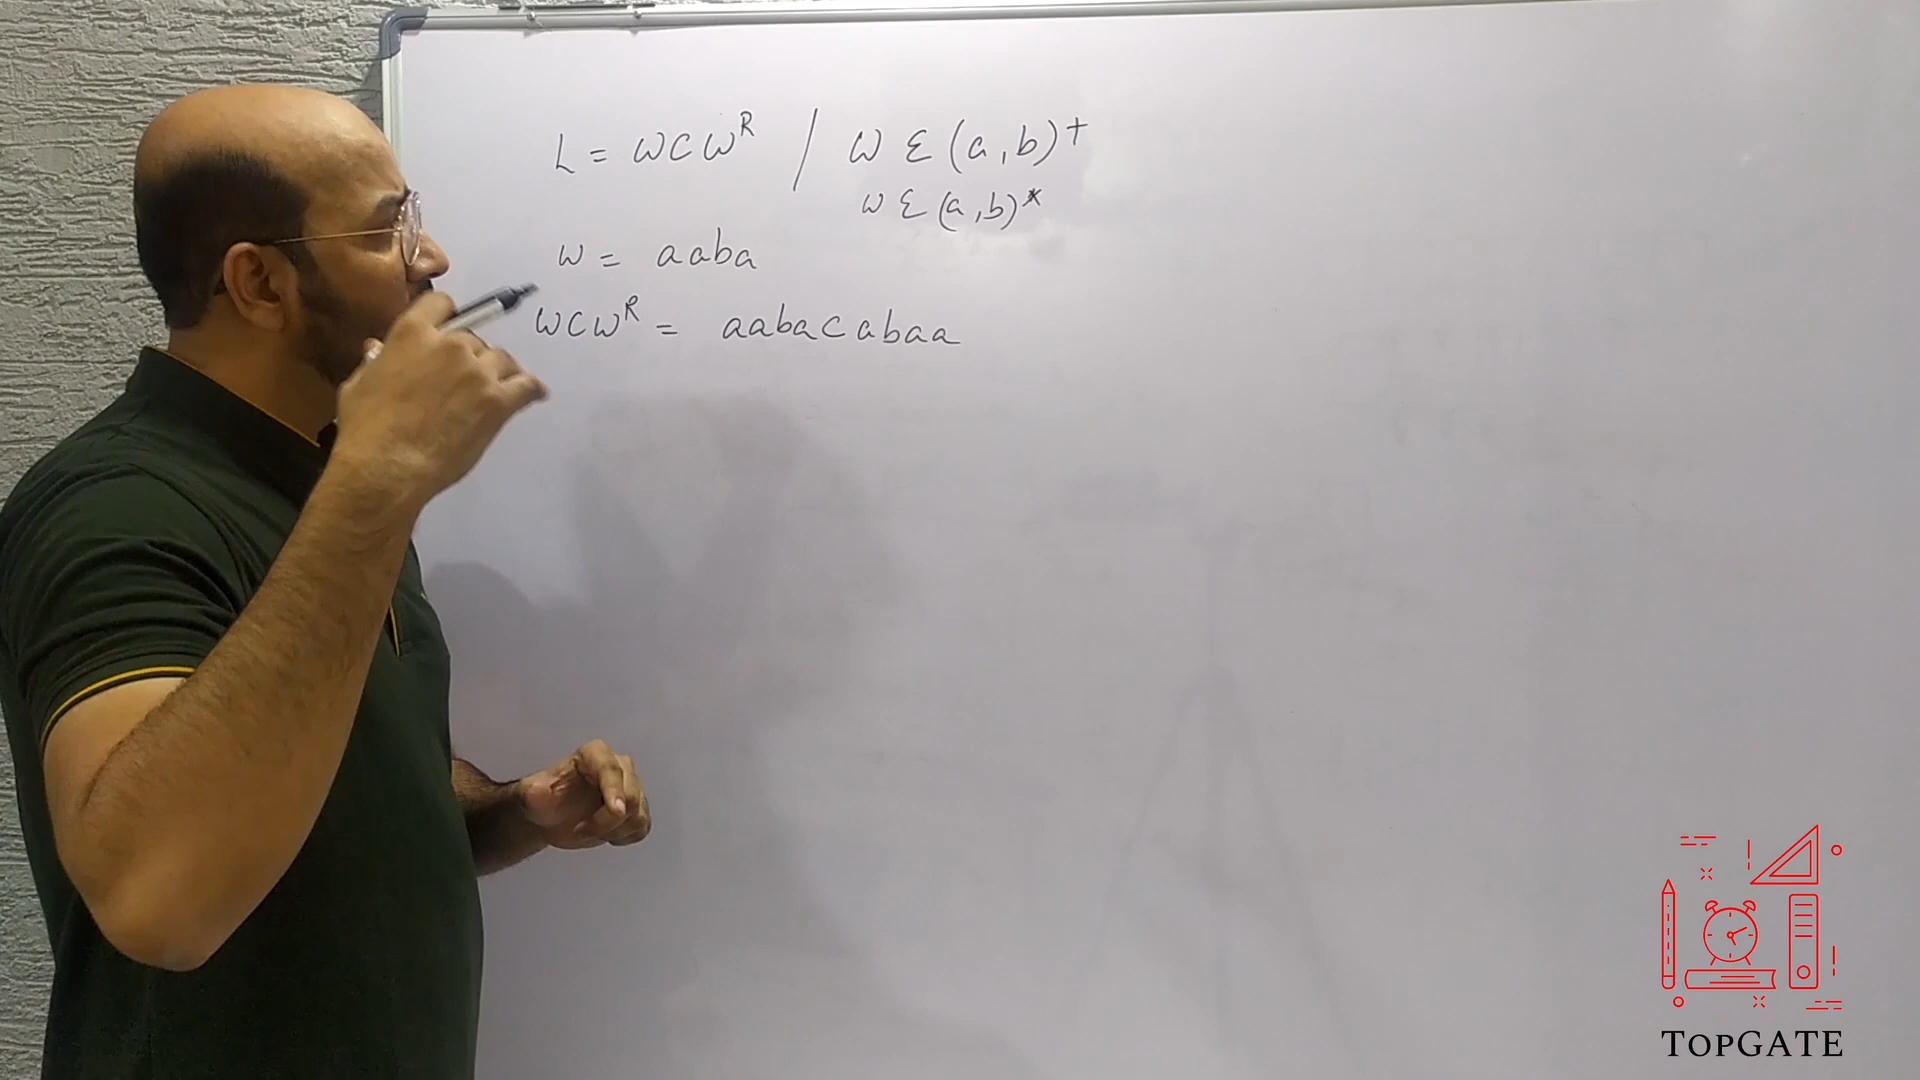 L = WCW^R / W Ɛ (a,b)^+
W Ɛ (a,b)^*
W = aaba
WCW^R = aabacabaa
TOPGATE